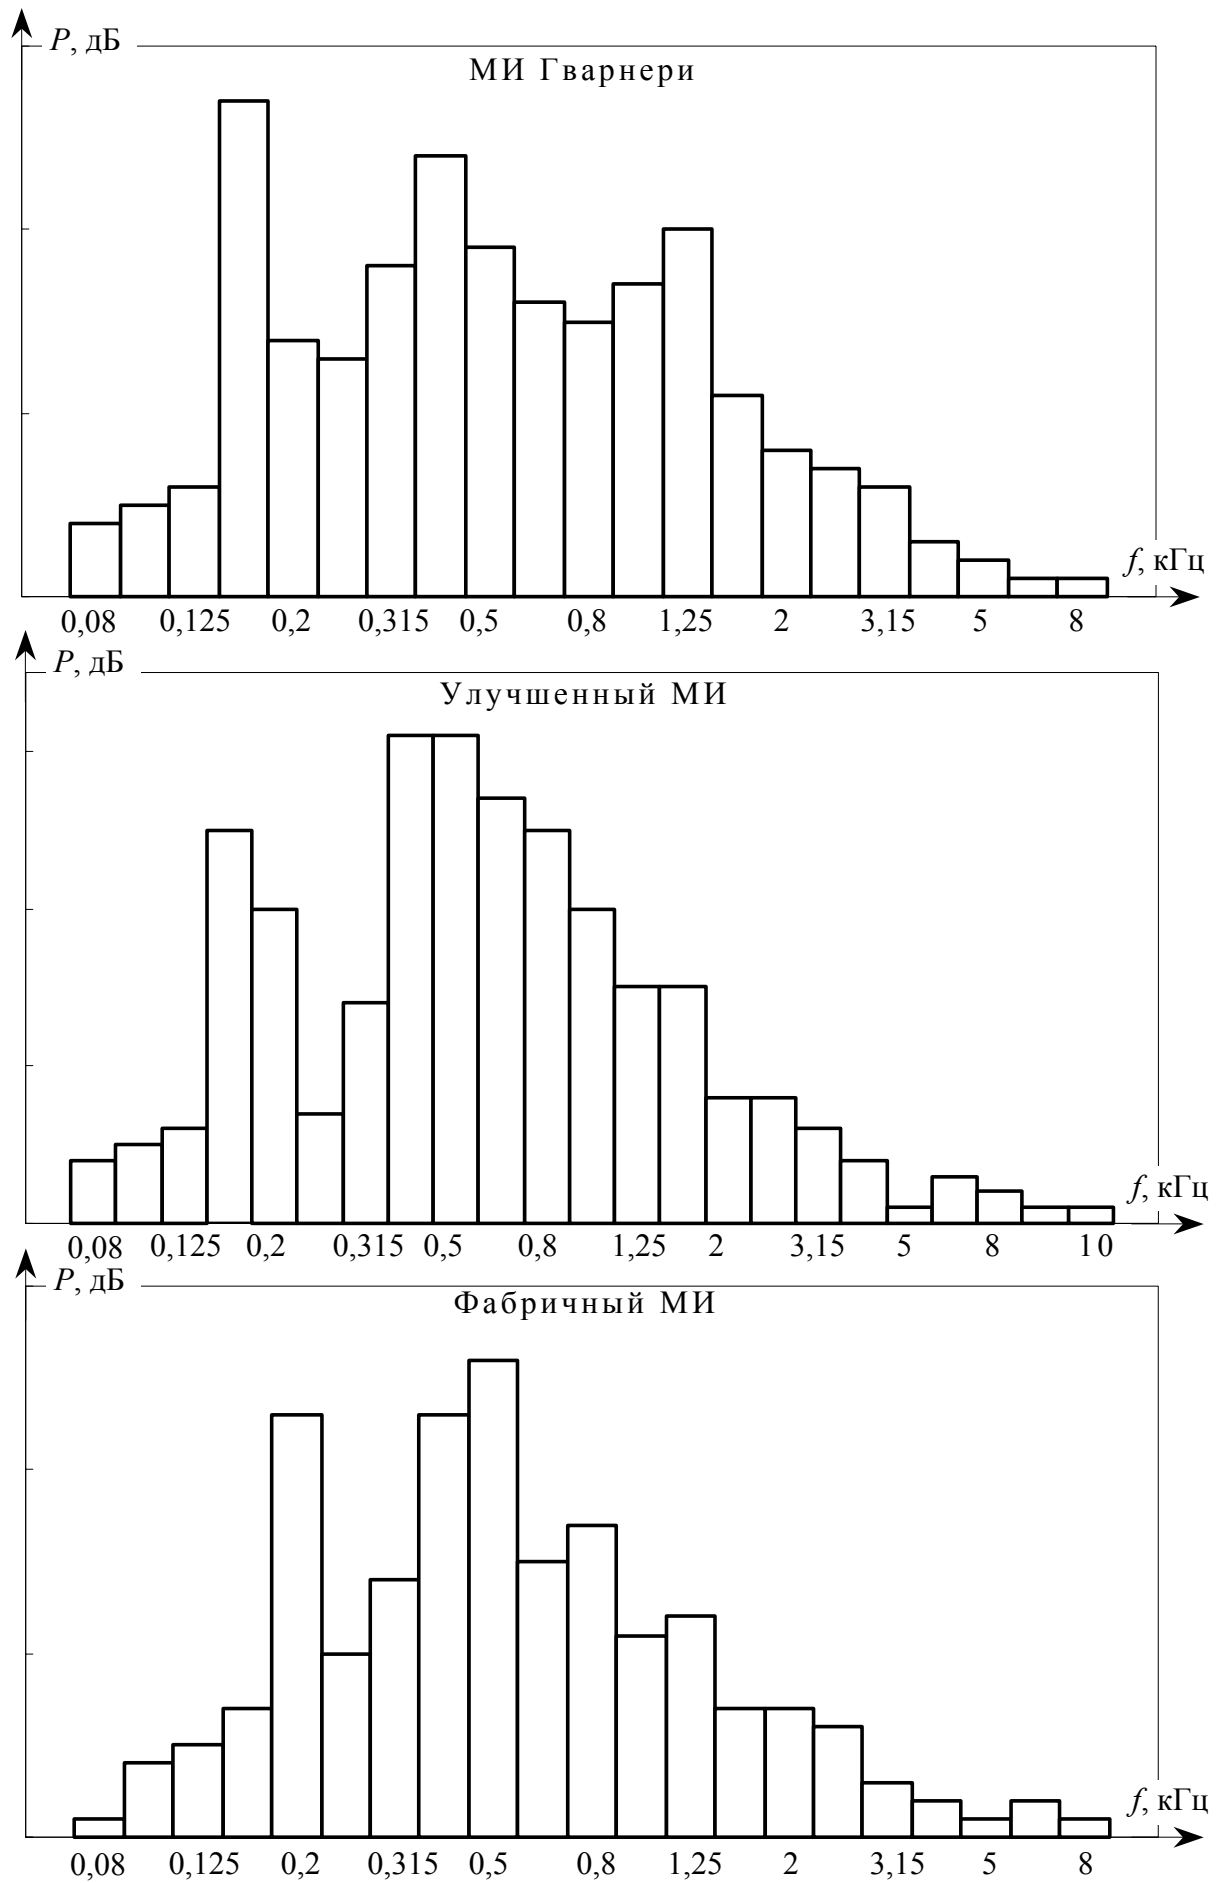 P, дБ
МИ Гварнери
f, кГц
0,08 0,125 0,2 0,315 0,5 0,8 1,25 2 3,15 5 8
P, дБ
Улучшенный МИ
f, кГц
0,08 0,125 0,2 0,315 0,5 0,8 1,25 2 3,15 5 8 10
P, дБ
Фабричный МИ
f, кГц
0,08 0,125 0,2 0,315 0,5 0,8 1,25 2 3,15 5 8